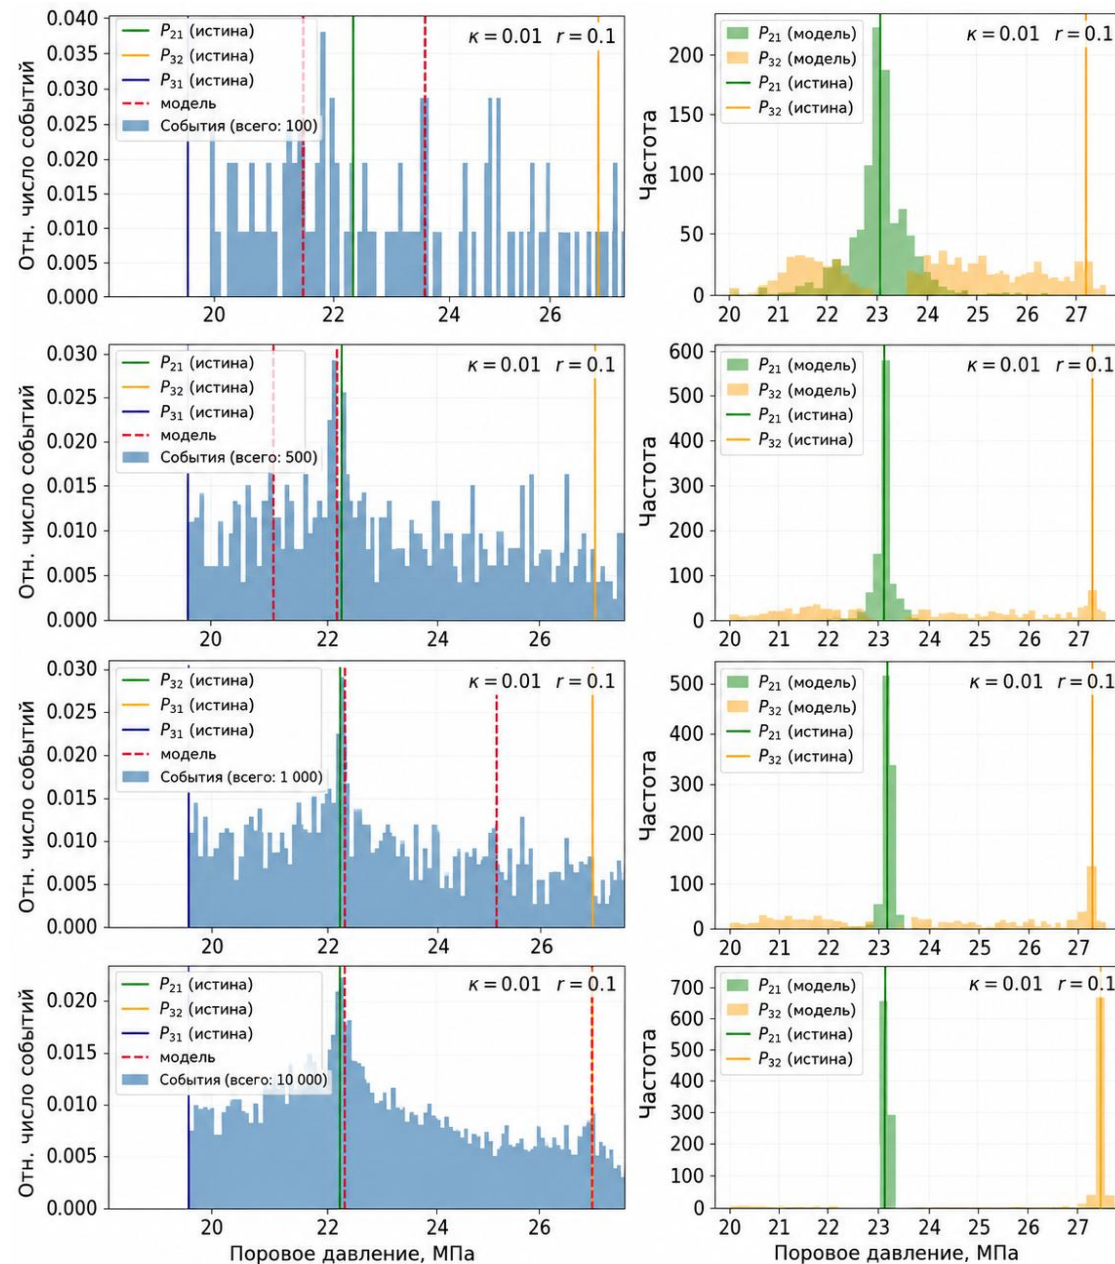 Отн. число событий
0.040
0.035
0.030
0.025
0.020
0.015
0.010
0.005
0.000
P21 (истина)
P32 (истина)
P31 (истина)
модель
События (всего: 100)
κ = 0.01 r = 0.1
20 22 24 26
Частота
200
150
100
50
0
P21 (модель)
P32 (модель)
P21 (истина)
P32 (истина)
κ = 0.01 r = 0.1
20 21 22 23 24 25 26 27
Отн. число событий
0.030
0.025
0.020
0.015
0.010
0.005
0.000
P21 (истина)
P32 (истина)
P31 (истина)
модель
События (всего: 500)
κ = 0.01 r = 0.1
20 22 24 26
Частота
600
500
400
300
200
100
0
P21 (модель)
P32 (модель)
P21 (истина)
P32 (истина)
κ = 0.01 r = 0.1
20 21 22 23 24 25 26 27
Отн. число событий
0.030
0.025
0.020
0.015
0.010
0.005
0.000
P32 (истина)
P31 (истина)
P31 (истина)
модель
События (всего: 1 000)
κ = 0.01 r = 0.1
20 22 24 26
Частота
500
400
300
200
100
0
P21 (модель)
P32 (модель)
P21 (истина)
P32 (истина)
κ = 0.01 r = 0.1
20 21 22 23 24 25 26 27
Отн. число событий
0.020
0.015
0.010
0.005
0.000
P21 (истина)
P32 (истина)
P31 (истина)
модель
События (всего: 10 000)
κ = 0.01 r = 0.1
20 22 24 26
Поровое давление, МПа
Частота
700
600
500
400
300
200
100
0
P21 (модель)
P32 (модель)
P21 (истина)
P32 (истина)
κ = 0.01 r = 0.1
20 21 22 23 24 25 26 27
Поровое давление, МПа